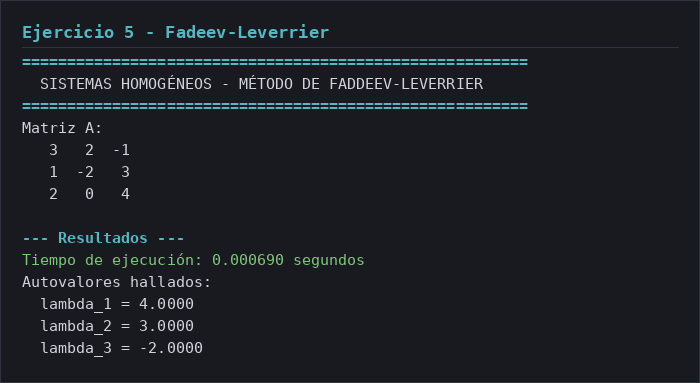 Ejercicio 5 - Fadeev-Leverrier
========================================================
SISTEMAS HOMOGÉNEOS - MÉTODO DE FADDEEV-LEVERRIER
========================================================
Matriz A:
3 2 -1
1 -2 3
2 0 4
--- Resultados ---
Tiempo de ejecución: 0.000690 segundos
Autovalores hallados:
lambda_1 = 4.0000
lambda_2 = 3.0000
lambda_3 = -2.0000